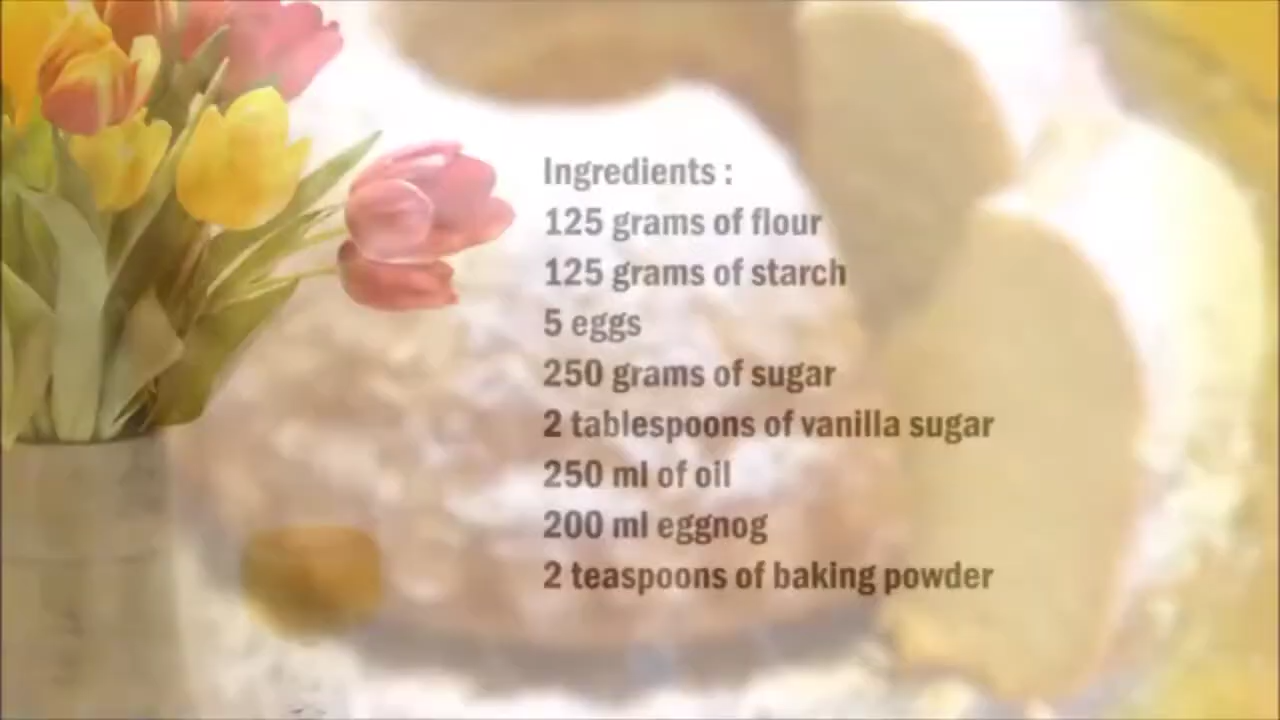 Ingredients :
125 grams of flour
125 grams of starch
5 eggs
250 grams of sugar
2 tablespoons of vanilla sugar
250 ml of oil
200 ml eggnog
2 teaspoons of baking powder